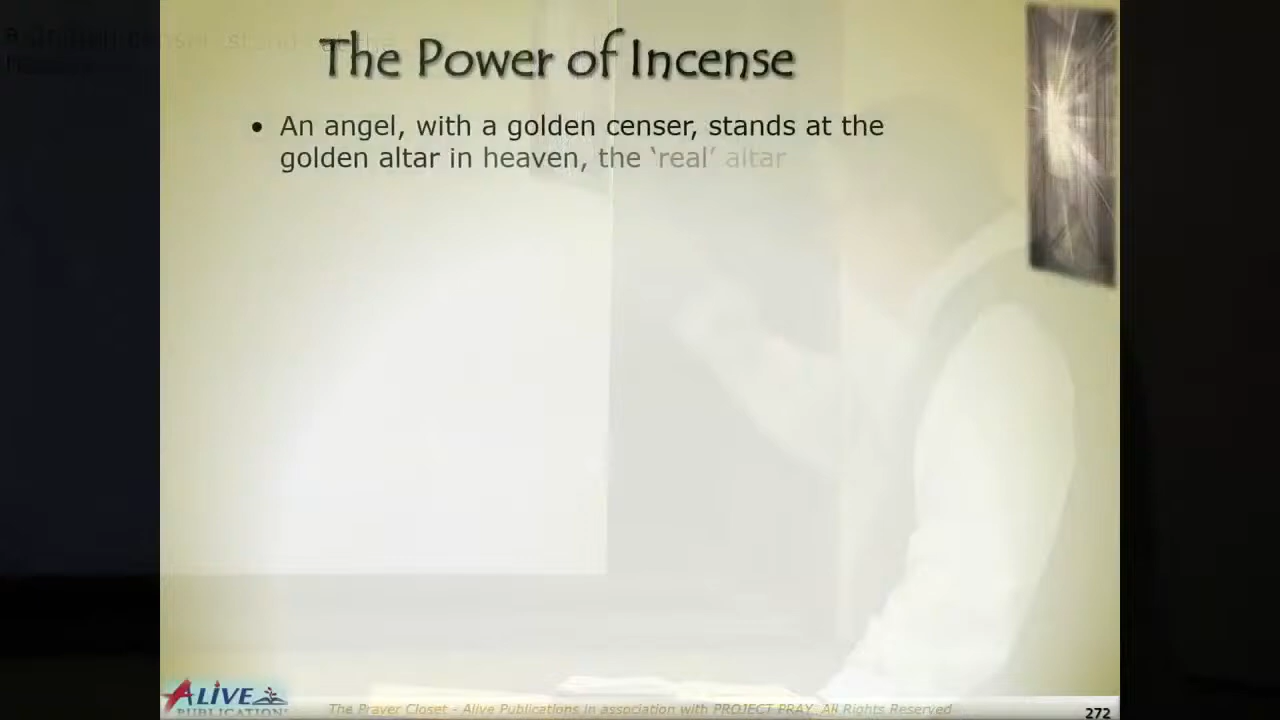 The Power of Incense
• An angel, with a golden censer, stands at the
golden altar in heaven, the ‘real’ altar
ALIVE
PUBLICATION
The Prayer Closet - Alive Publications in association with PROJECT PRAY. All Rights Reserved
272